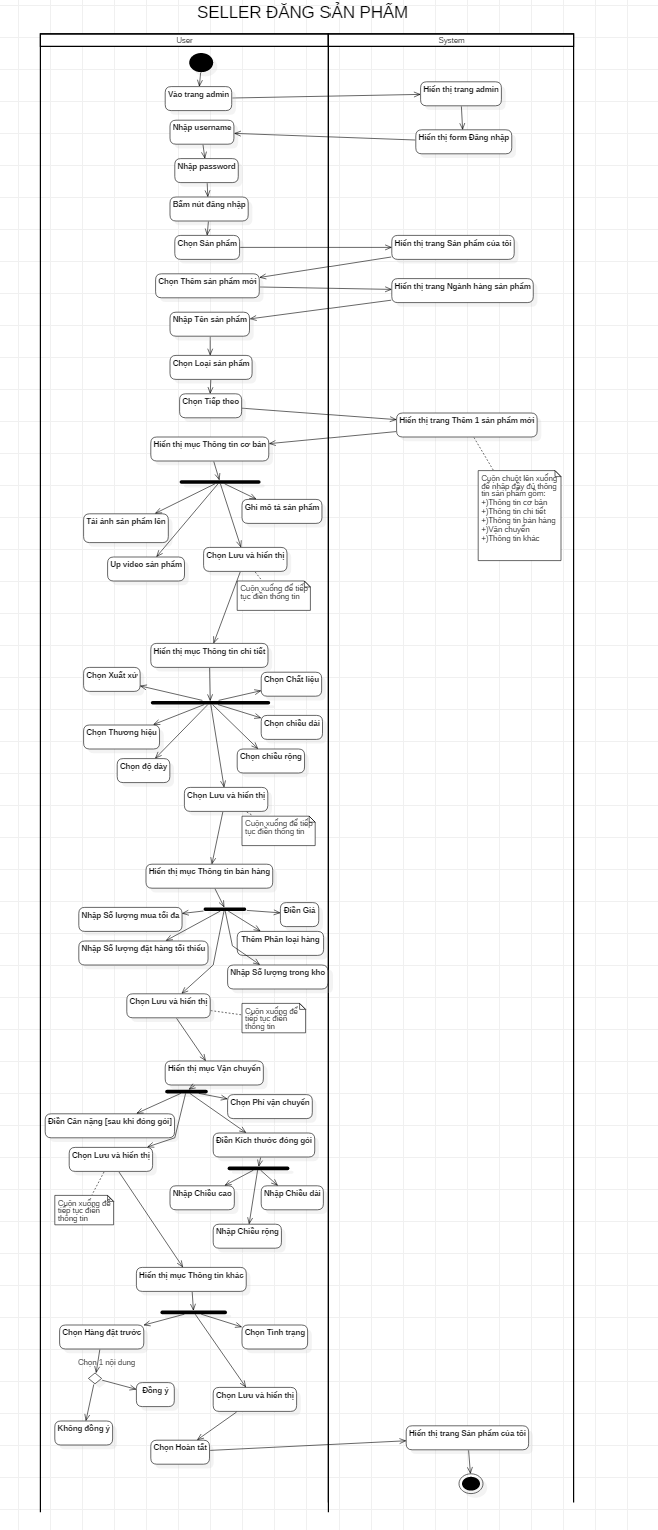 SELLER ĐĂNG SẢN PHẨM
User
System
Vào trang admin
Hiển thị trang admin
Nhập username
Hiển thị form Đăng nhập
Nhập password
Bấm nút đăng nhập
Chọn Sản phẩm
Hiển thị trang Sản phẩm của tôi
Chọn Thêm sản phẩm mới
Hiển thị trang Ngành hàng sản phẩm
Nhập Tên sản phẩm
Chọn Loại sản phẩm
Chọn Tiếp theo
Hiển thị trang Thêm 1 sản phẩm mới
Hiển thị mục Thông tin cơ bản
Cuộn chuột lên xuống
để nhập đầy đủ thông
tin sản phẩm gồm:
+)Thông tin cơ bản
+)Thông tin chi tiết
+)Thông tin bán hàng
+)Vận chuyển
+)Thông tin khác
Ghi mô tả sản phẩm
Tải ảnh sản phẩm lên
Chọn Lưu và hiển thị
Up video sản phẩm
Cuộn xuống để tiếp
tục điền thông tin
Hiển thị mục Thông tin chi tiết
Chọn Xuất xứ
Chọn Chất liệu
Chọn chiều dài
Chọn Thương hiệu
Chọn chiều rộng
Chọn độ dày
Chọn Lưu và hiển thị
Cuộn xuống để tiếp
tục điền thông tin
Hiển thị mục Thông tin bán hàng
Điền Giá
Nhập Số lượng mua tối đa
Thêm Phân loại hàng
Nhập Số lượng đặt hàng tối thiểu
Nhập Số lượng trong kho
Chọn Lưu và hiển thị
Cuộn xuống để
tiếp tục điền
thông tin
Hiển thị mục Vận chuyển
Chọn Phí vận chuyển
Điền Cân nặng [sau khi đóng gói]
Điền Kích thước đóng gói
Chọn Lưu và hiển thị
Nhập Chiều cao
Nhập Chiều dài
Cuộn xuống để
tiếp tục điền
thông tin
Nhập Chiều rộng
Hiển thị mục Thông tin khác
Chọn Hàng đặt trước
Chọn Tình trạng
Chọn 1 nội dung
Đồng ý
Chọn Lưu và hiển thị
Không đồng ý
Hiển thị trang Sản phẩm của tôi
Chọn Hoàn tất